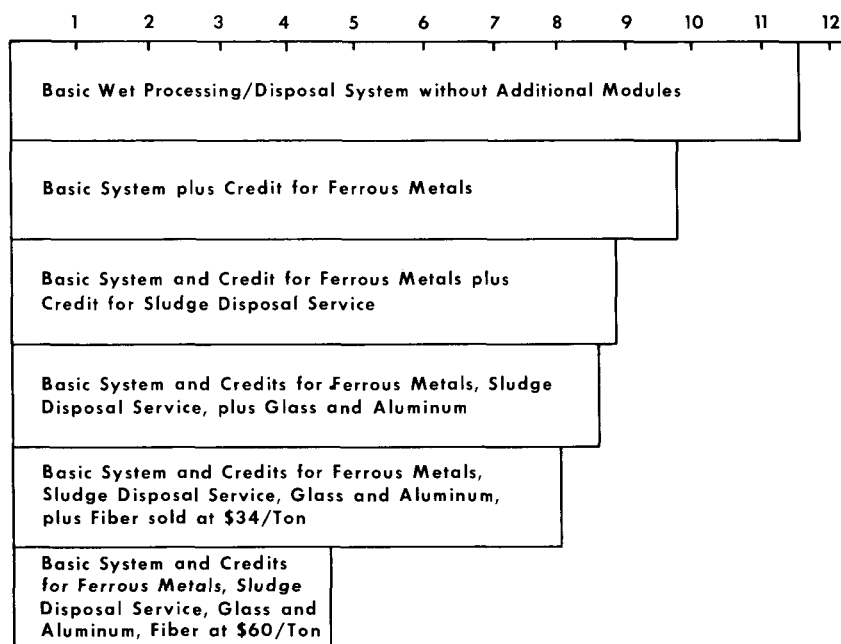 1 2 3 4 5 6 7 8 9 10 11 12
Basic Wet Processing/Disposal System without Additional Modules
Basic System plus Credit for Ferrous Metals
Basic System and Credit for Ferrous Metals plus
Credit for Sludge Disposal Service
Basic System and Credits for Ferrous Metals, Sludge
Disposal Service, plus Glass and Aluminum
Basic System and Credits for Ferrous Metals,
Sludge Disposal Service, Glass and Aluminum,
plus Fiber sold at $34/Ton
Basic System and Credits
for Ferrous Metals, Sludge
Disposal Service, Glass and
Aluminum, Fiber at $60/Ton